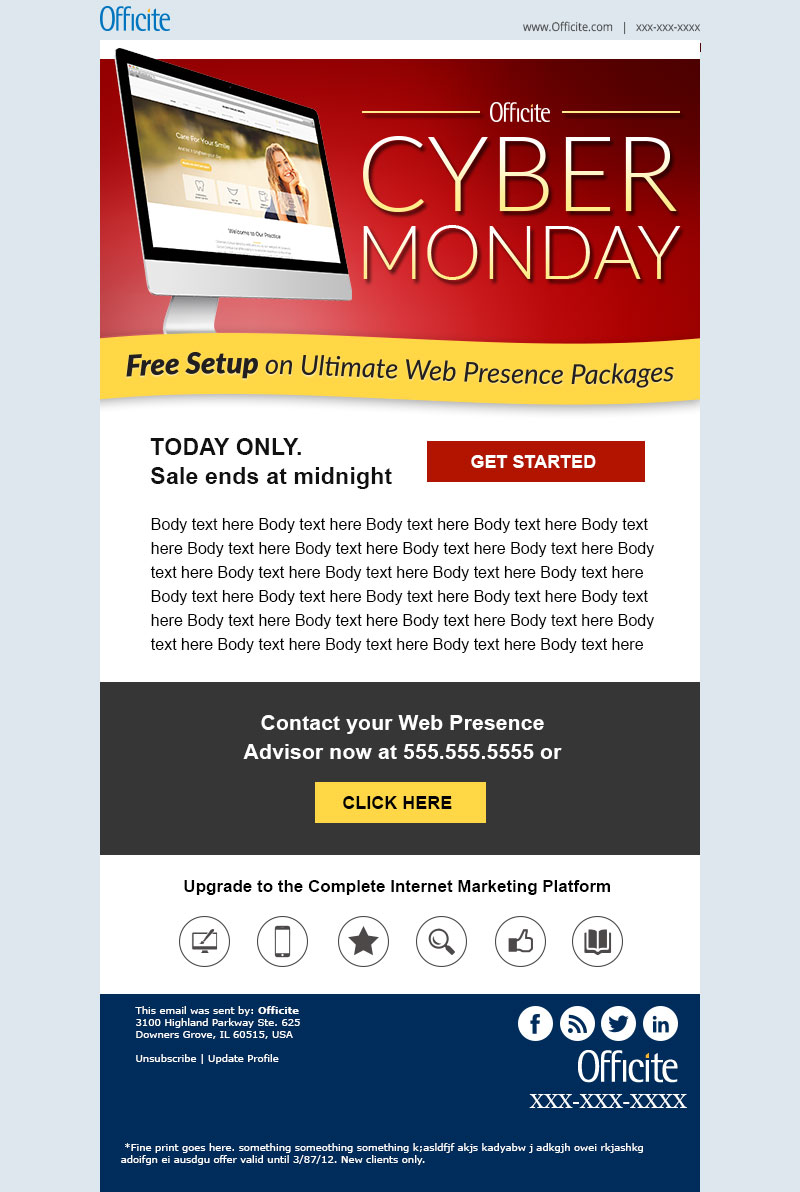 Officite
www.Officite.com | xxx-xxx-xxxx
Officite
CYBER
MONDAY
Care For Your Smile
Welcome to Our Practice
Free Setup on Ultimate Web Presence Packages
TODAY ONLY.
Sale ends at midnight
GET STARTED
Body text here Body text here Body text here Body text here Body text
here Body text here Body text here Body text here Body text here Body
text here Body text here Body text here Body text here Body text here
Body text here Body text here Body text here Body text here Body text
here Body text here Body text here Body text here Body text here Body
text here Body text here Body text here Body text here Body text here
Contact your Web Presence
Advisor now at 555.555.5555 or
CLICK HERE
Upgrade to the Complete Internet Marketing Platform
This email was sent by: Officite
3100 Highland Parkway Ste. 625
Downers Grove, IL 60515, USA
Unsubscribe | Update Profile
f
in
Officite
XXX-XXX-XXXX
*Fine print goes here. something someothing something k;asldfjf akjs kadyabw j adkgjh owei rkjashkg
adoifgn ei ausdgu offer valid until 3/87/12. New clients only.